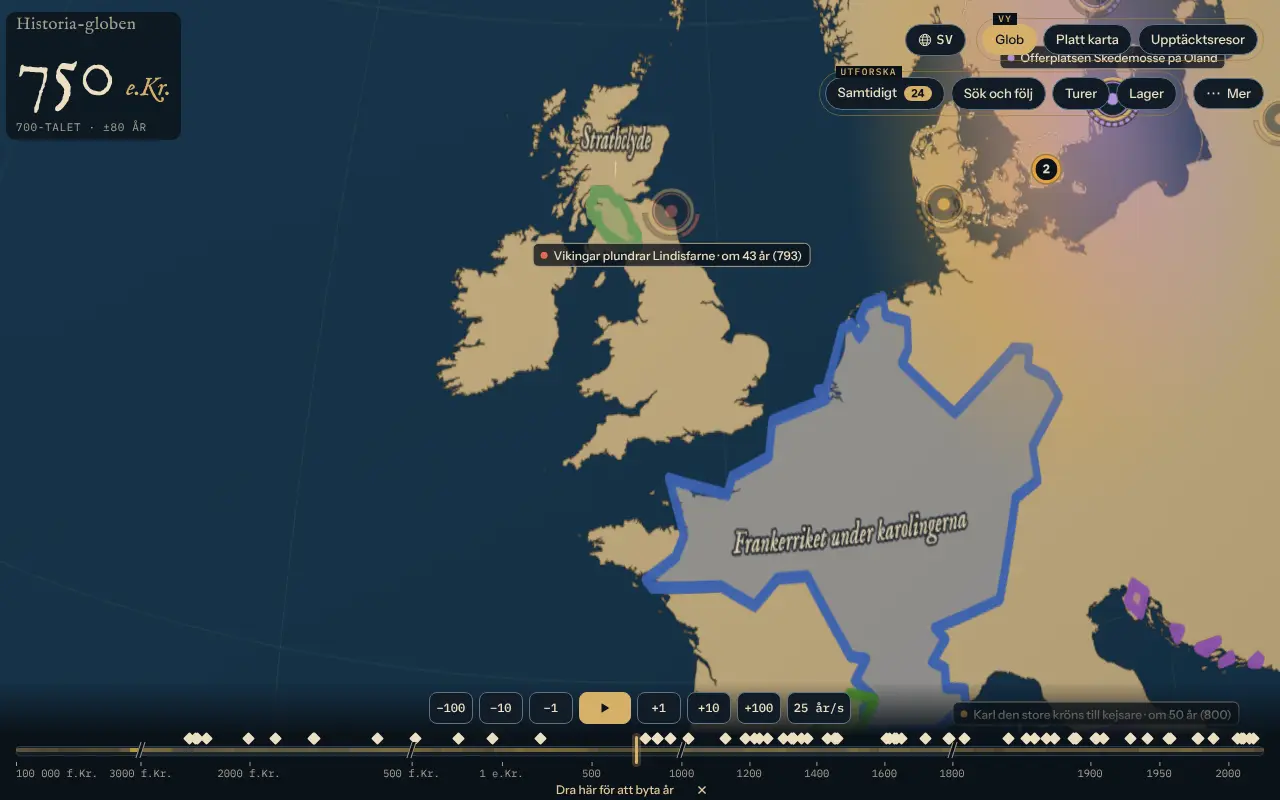 Historia-globen
750 e.Kr.
700-TALET · ±80 ÅR
SV
VY
Glob
Platt karta
Upptäcktsresor
Offerplatsen Skedemosse på Öland
UTFORSKA
Samtidigt 24
Sök och följ
Turer
Lager
··· Mer
Strathclyde
2
Vikingar plundrar Lindisfarne · om 43 år (793)
Frankerriket under karolingerna
Karl den store kröns till kejsare · om 50 år (800)
−100
−10
−1
+1
+10
+100
25 år/s
100 000 f.Kr.
3000 f.Kr.
2000 f.Kr.
500 f.Kr.
1 e.Kr.
500
1000
1200
1400
1600
1800
1900
1950
2000
Dra här för att byta år ✕